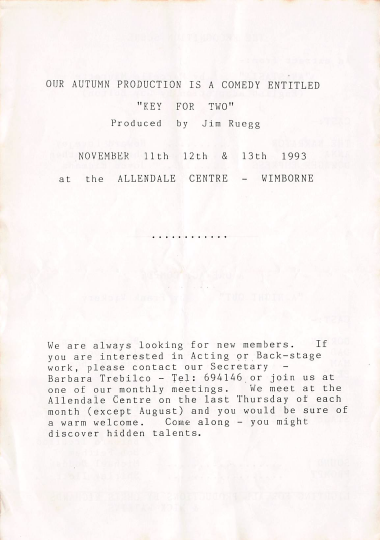 OUR AUTUMN PRODUCTION IS A COMEDY ENTITLED
"KEY FOR TWO"
Produced by Jim Ruegg
NOVEMBER 11th 12th & 13th 1993
at the ALLENDALE CENTRE - WIMBORNE
............
We are always looking for new members. If
you are interested in Acting or Back-stage
work, please contact our Secretary -
Barbara Trebilco - Tel: 694146 or join us at
one of our monthly meetings. We meet at the
Allendale Centre on the last Thursday of each
month (except August) and you would be sure of
a warm welcome. Come along - you might
discover hidden talents.